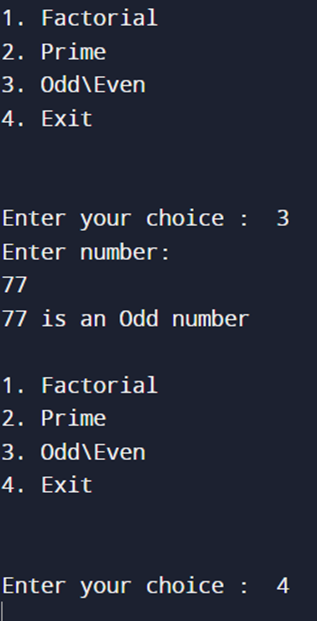 1. Factorial
2. Prime
3. Odd\Even
4. Exit
Enter your choice :  3
Enter number:
77
77 is an Odd number
1. Factorial
2. Prime
3. Odd\Even
4. Exit
Enter your choice :  4